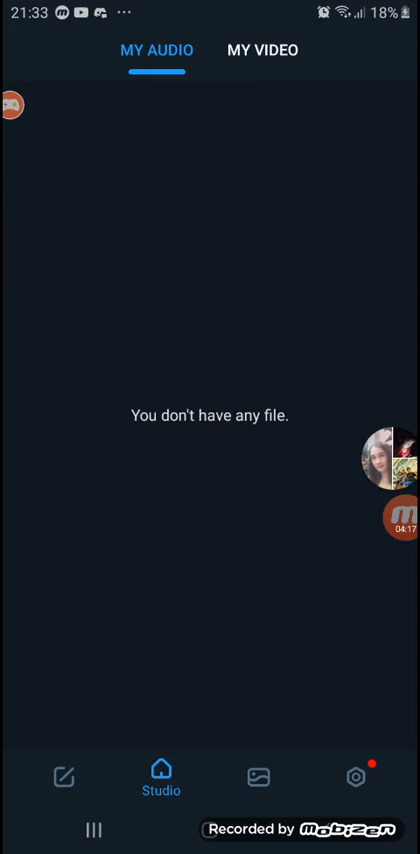 21:33 ... 18%
MY AUDIO MY VIDEO
You don't have any file.
m
04:17
Studio
Recorded by mobizen